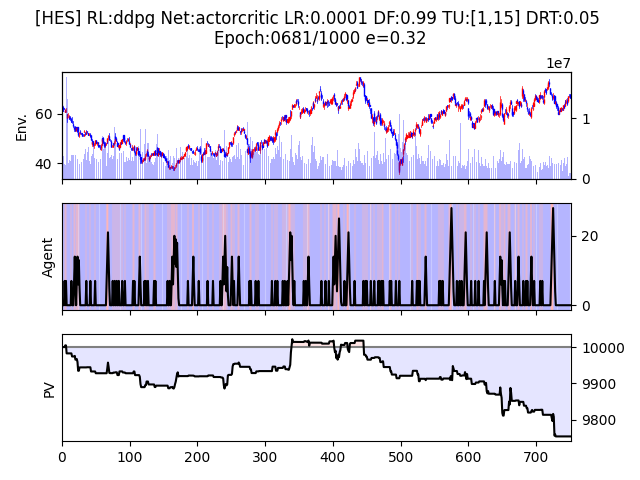 [HES] RL:ddpg Net:actorcritic LR:0.0001 DF:0.99 TU:[1,15] DRT:0.05
Epoch:0681/1000 e=0.32
1e7
Env.
60
40
1
0
Agent
20
0
PV
10000
9900
9800
0 100 200 300 400 500 600 700